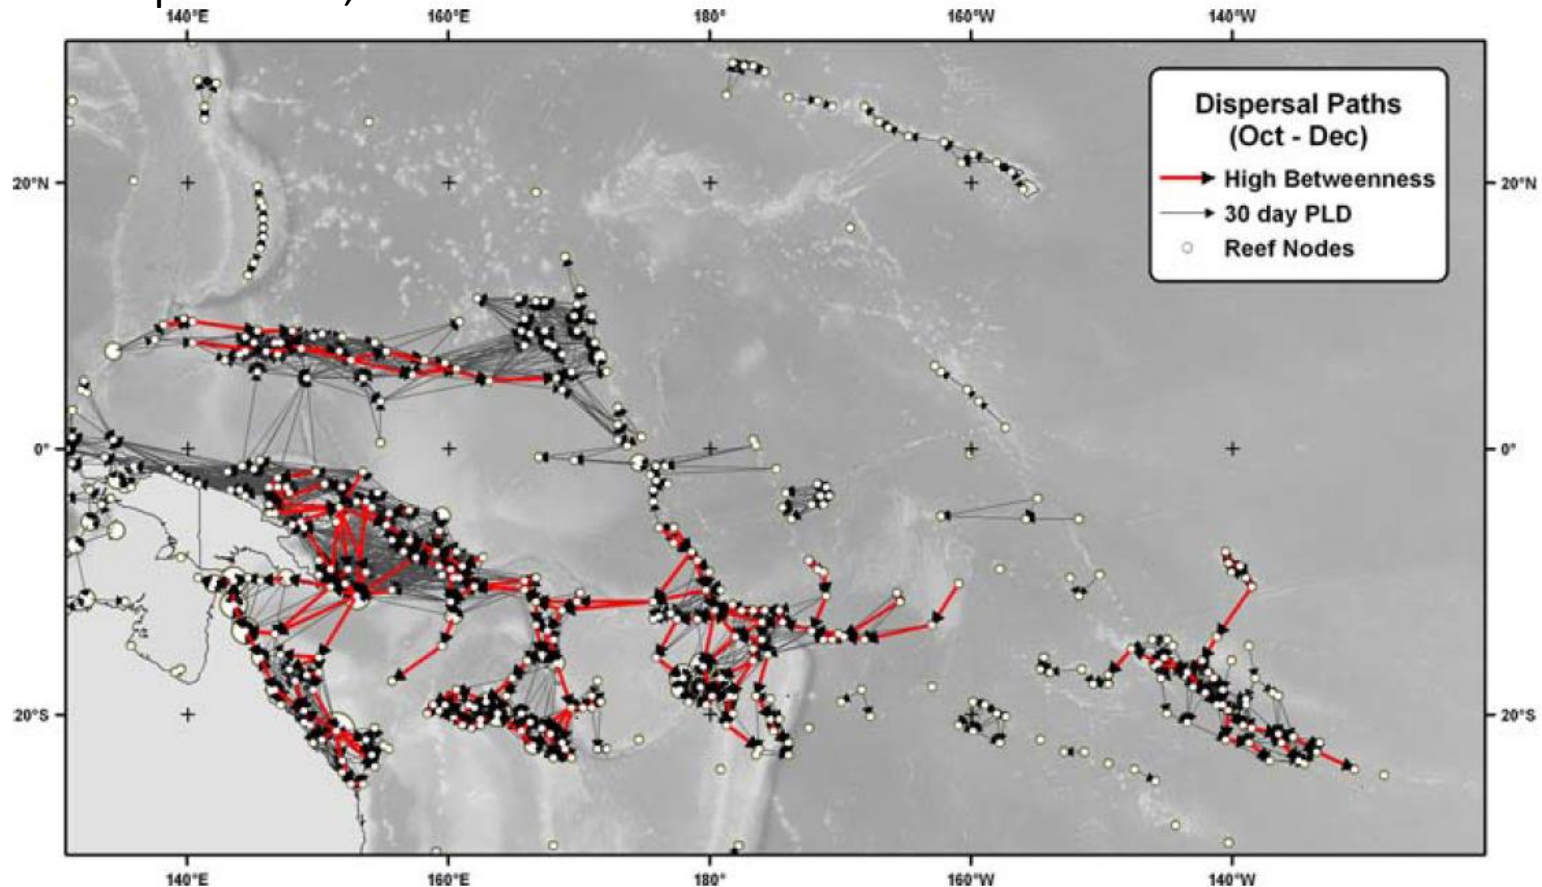 140°E 160°E 180° 160°W 140°W
Dispersal Paths
(Oct - Dec)
High Betweenness
30 day PLD
Reef Nodes
20°N 20°N
0° 0°
20°S 20°S
140°E 160°E 180° 160°W 140°W